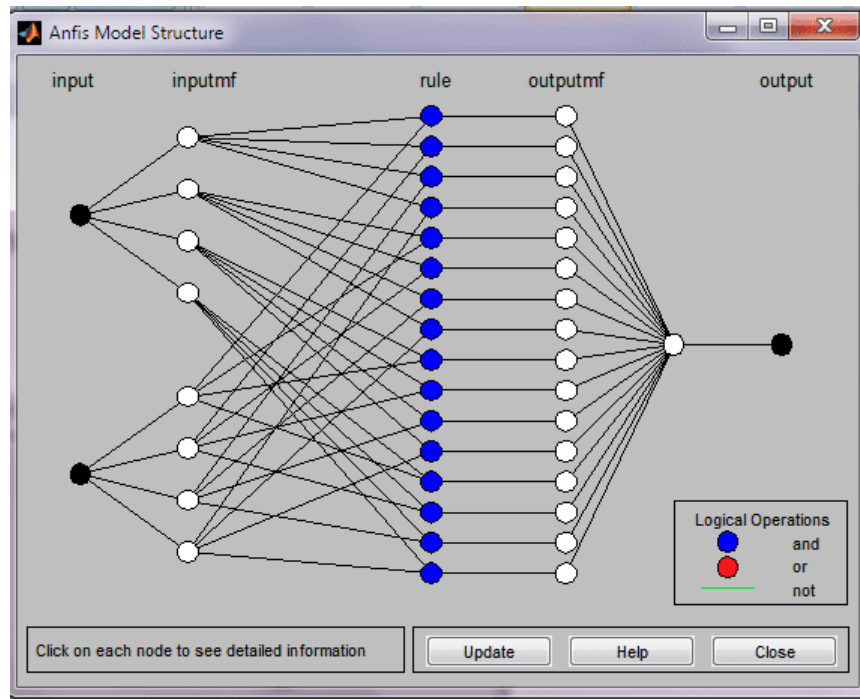 Anfis Model Structure
input inputmf rule outputmf output
Logical Operations
and
or
not
Click on each node to see detailed information
Update Help Close